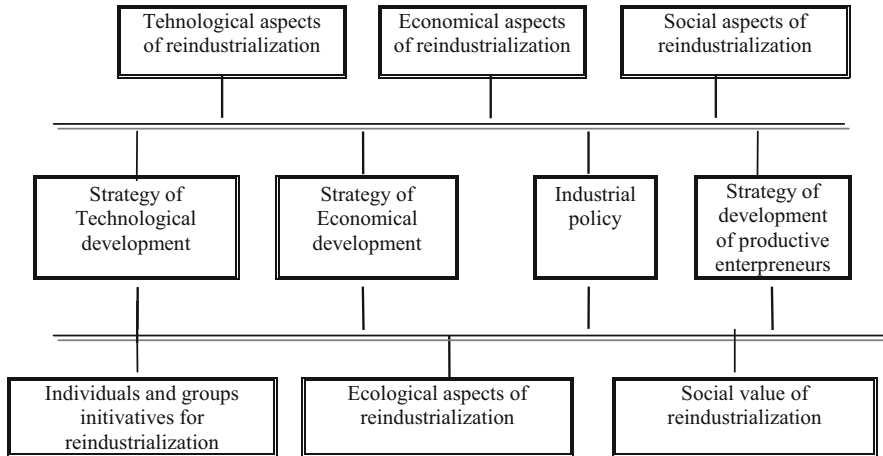 Tehnological aspects
of reindustrialization
Economical aspects
of reindustrialization
Social aspects of
reindustrialization
Strategy of
Technological
development
Strategy of
Economical
development
Industrial
policy
Strategy of
development
of productive
enterpreneurs
Individuals and groups
initivatives for
reindustrialization
Ecological aspects of
reindustrialization
Social value of
reindustrialization